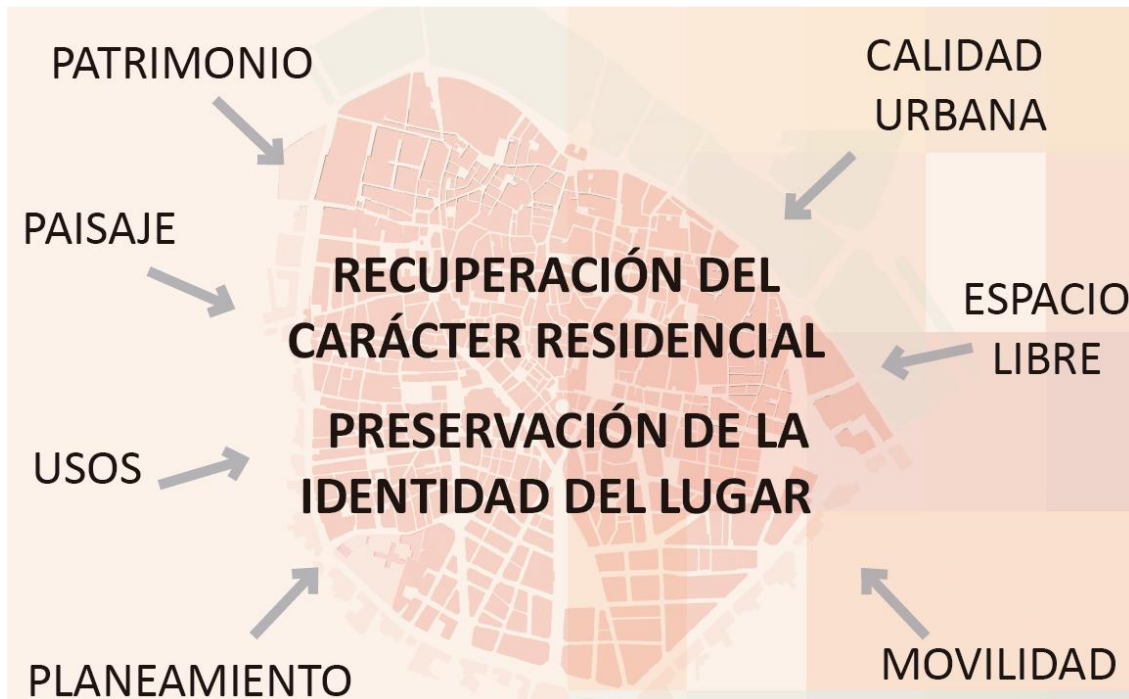 PATRIMONIO
CALIDAD
URBANA
PAISAJE
RECUPERACIÓN DEL
CARÁCTER RESIDENCIAL
ESPACIO
LIBRE
PRESERVACIÓN DE LA
IDENTIDAD DEL LUGAR
USOS
PLANEAMIENTO
MOVILIDAD